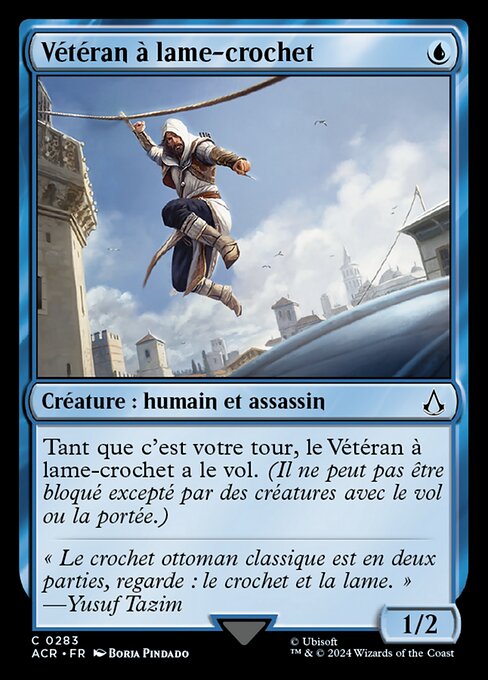 Vétéran à lame-crochet
Créature : humain et assassin
Tant que c'est votre tour, le Vétéran à
lame-crochet a le vol. (Il ne peut pas être
bloqué excepté par des créatures avec le vol
ou la portée.)
« Le crochet ottoman classique est en deux
parties, regarde : le crochet et la lame. »
—Yusuf Tazim
1/2
C 0283
ACR • FR Borja Pindado
© Ubisoft
™ & © 2024 Wizards of the Coast